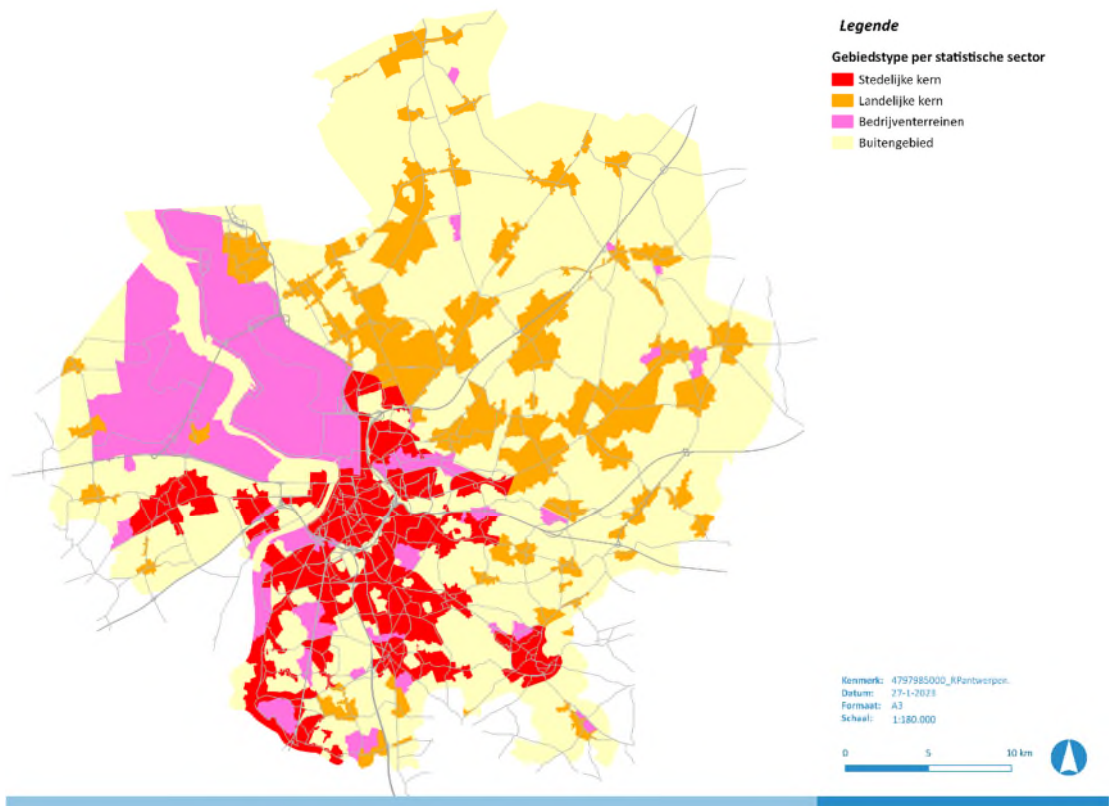 Legende
Gebiedstype per statistische sector
Stedelijke kern
Landelijke kern
Bedrijventerreinen
Buitengebied
Kenmerk: 4797985000_RPantwerpen.
Datum: 27-1-2023
Formaat: A3
Schaal: 1:180.000
0 5 10 km